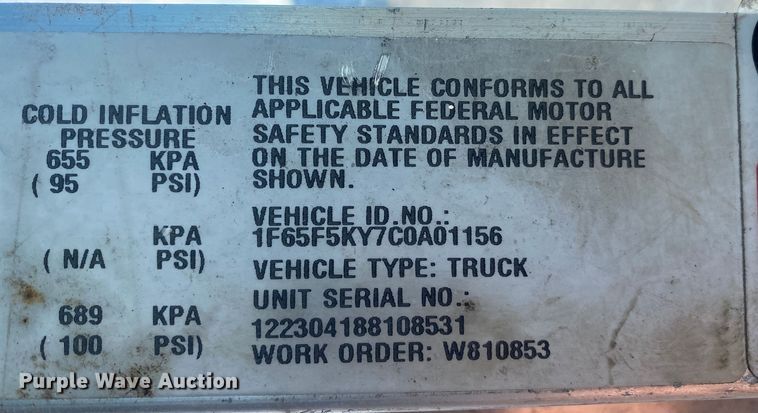 COLD INFLATION
PRESSURE
655 KPA
( 95 PSI)
KPA
( N/A PSI)
689 KPA
( 100 PSI)
THIS VEHICLE CONFORMS TO ALL
APPLICABLE FEDERAL MOTOR
SAFETY STANDARDS IN EFFECT
ON THE DATE OF MANUFACTURE
SHOWN.
VEHICLE ID.NO.:
1F65F5KY7C0A01156
VEHICLE TYPE: TRUCK
UNIT SERIAL NO.:
122304188108531
WORK ORDER: W810853
Purple Wave Auction